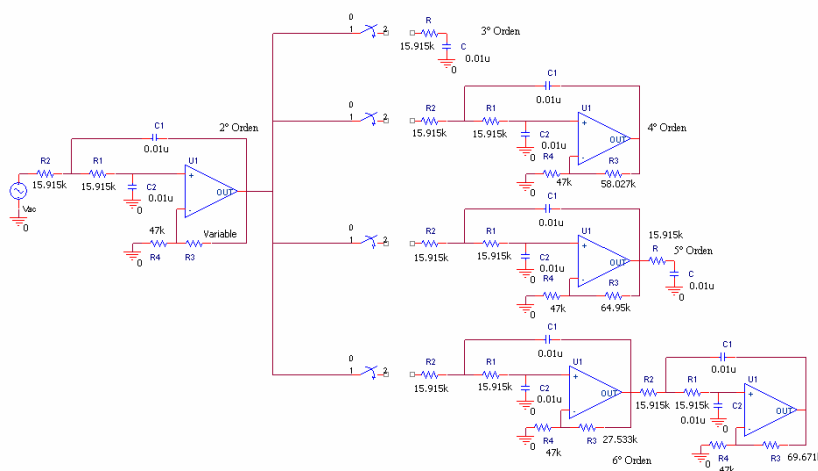 0
1 2
R
15.915k
3° Orden
C
0.01u
0
0
1 2
R2
15.915k
R1
15.915k
C1
0.01u
C2
0.01u
0
U1
+
-
OUT
R4
47k
0
R3
58.027k
4° Orden
Vac
0
R2
15.915k
R1
15.915k
C1
0.01u
2° Orden
C2
0.01u
0
U1
+
-
OUT
47k
R4
0
Variable
R3
0
1 2
R2
15.915k
R1
15.915k
C1
0.01u
C2
0.01u
0
U1
+
-
OUT
R4
47k
0
R3
64.95k
15.915k
R
5° Orden
C
0.01u
0
0
1 2
R2
15.915k
R1
15.915k
C1
0.01u
C2
0.01u
0
U1
+
-
OUT
R4
47k
0
R3
27.533k
6° Orden
R2
15.915k
R1
15.915k
C1
0.01u
C2
0.01u
0
U1
+
-
OUT
R4
47k
0
R3
69.671k